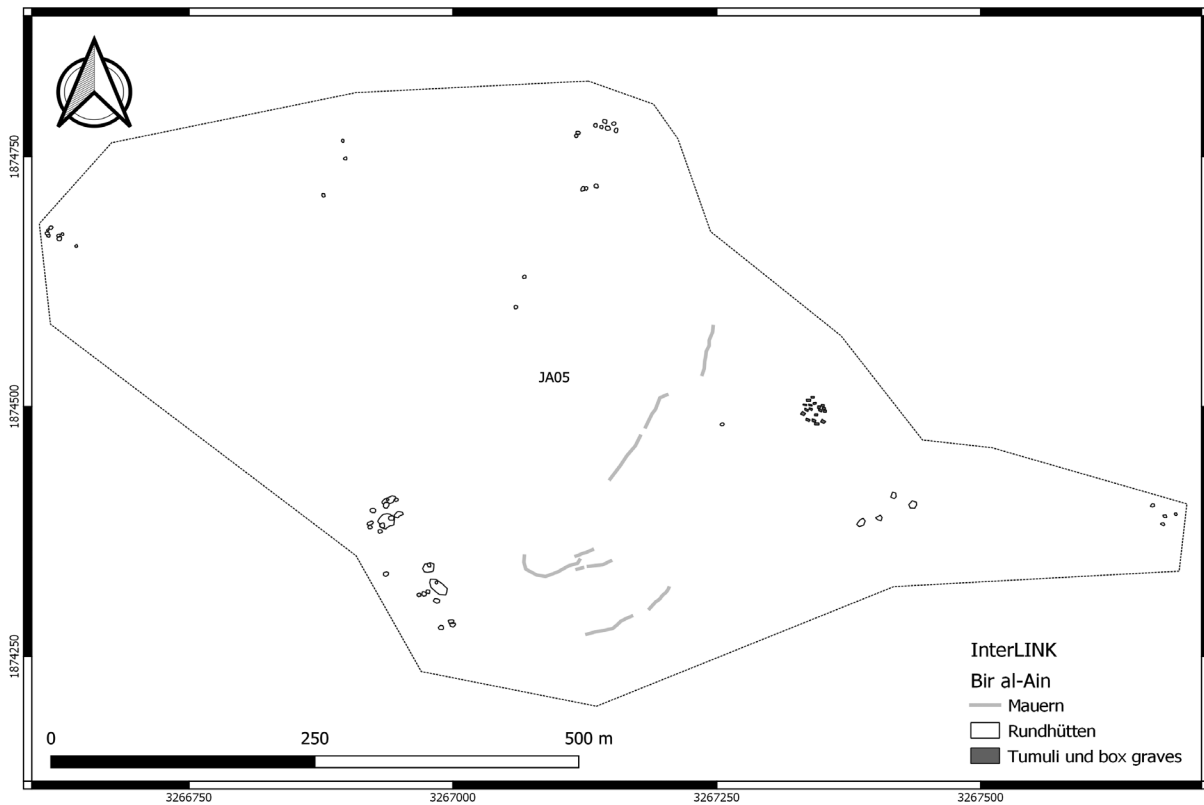 1874750
JA05
1874500
1874250
InterLINK
Bir al-Ain
Mauern
Rundhütten
Tumuli und box graves
0 250 500 m
3266750 3267000 3267250 3267500